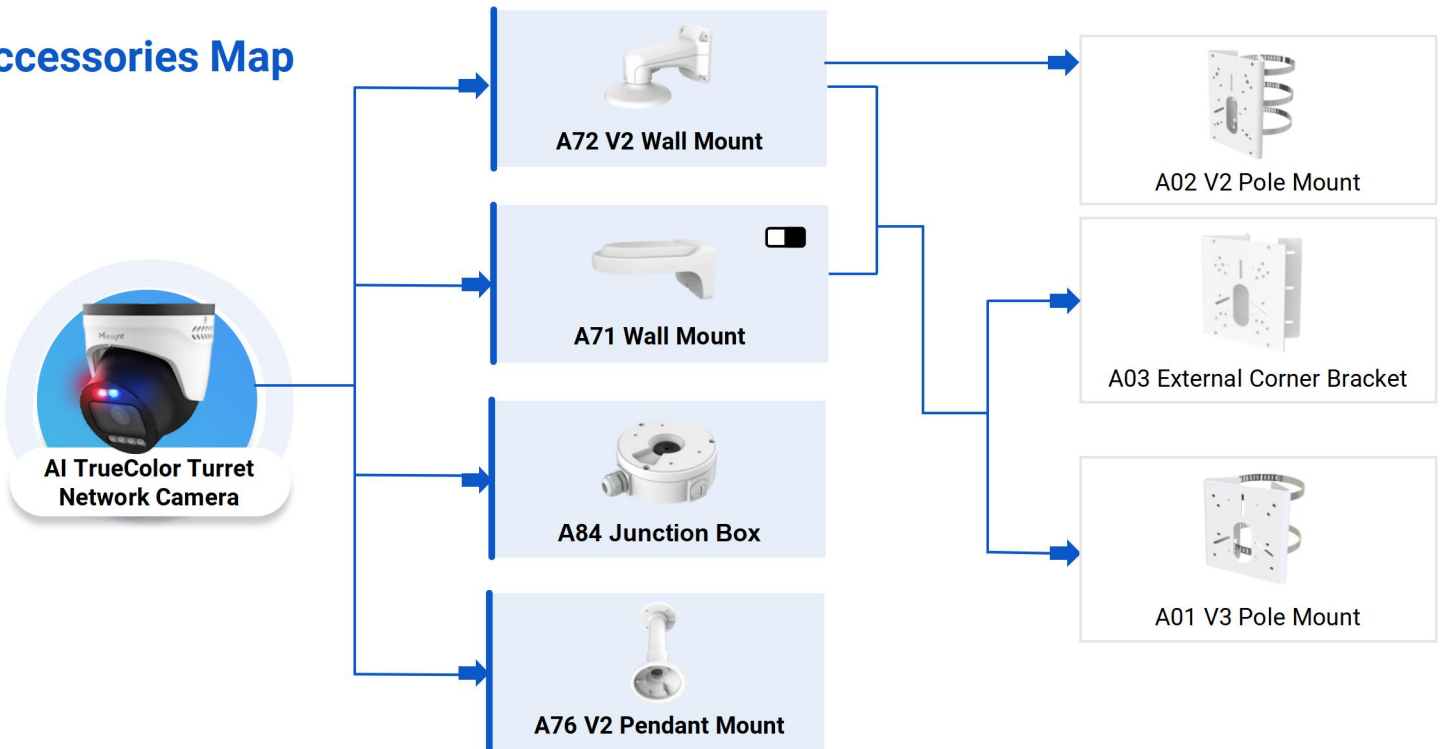 ccessories Map
A72 V2 Wall Mount
A02 V2 Pole Mount
A71 Wall Mount
A03 External Corner Bracket
Milesight
AI TrueColor Turret
Network Camera
A84 Junction Box
A01 V3 Pole Mount
A76 V2 Pendant Mount